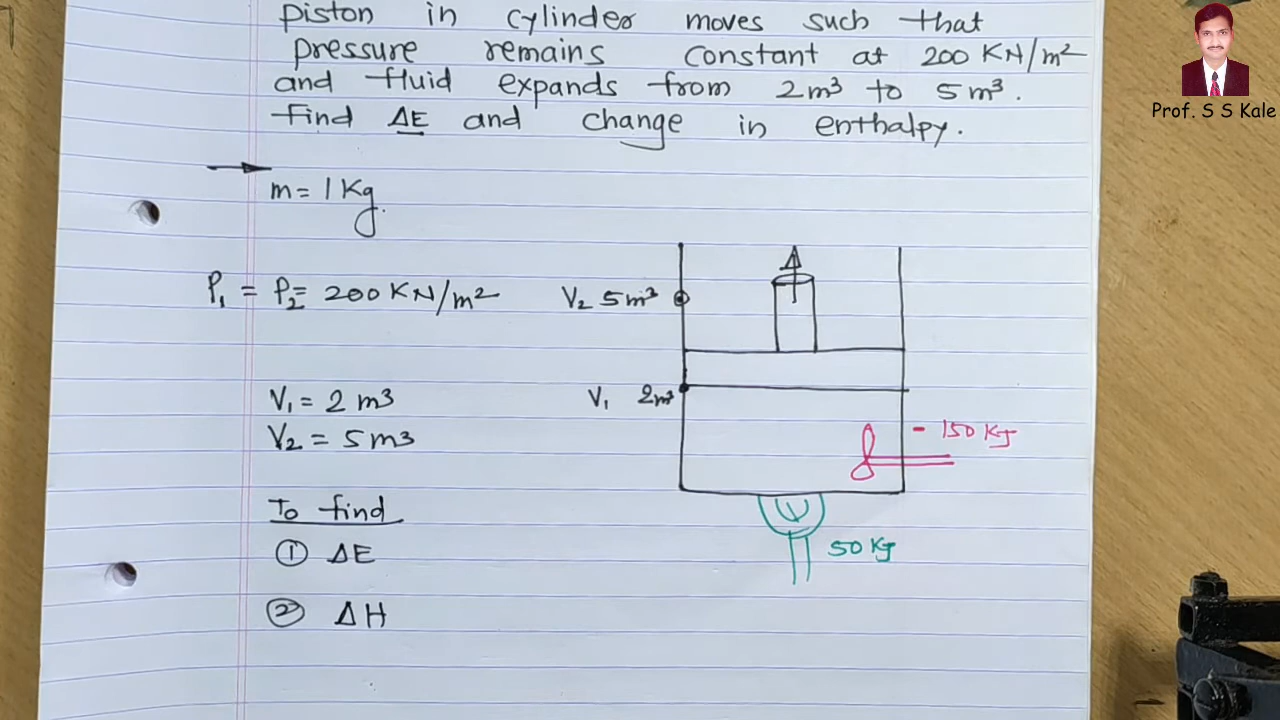 piston in cylinder moves such that
pressure remains constant at 200 KN/m²
and fluid expands from 2m³ to 5m³.
Find ΔE and change in enthalpy.
Prof. S S Kale
m = 1 Kg.
P₁ = P₂ = 200 KN/m²
V₂ 5m³
V₁ = 2 m³
V₁ 2m³
V₂ = 5 m³
- 150 KJ
To find
50 KJ
① ΔE
② ΔH